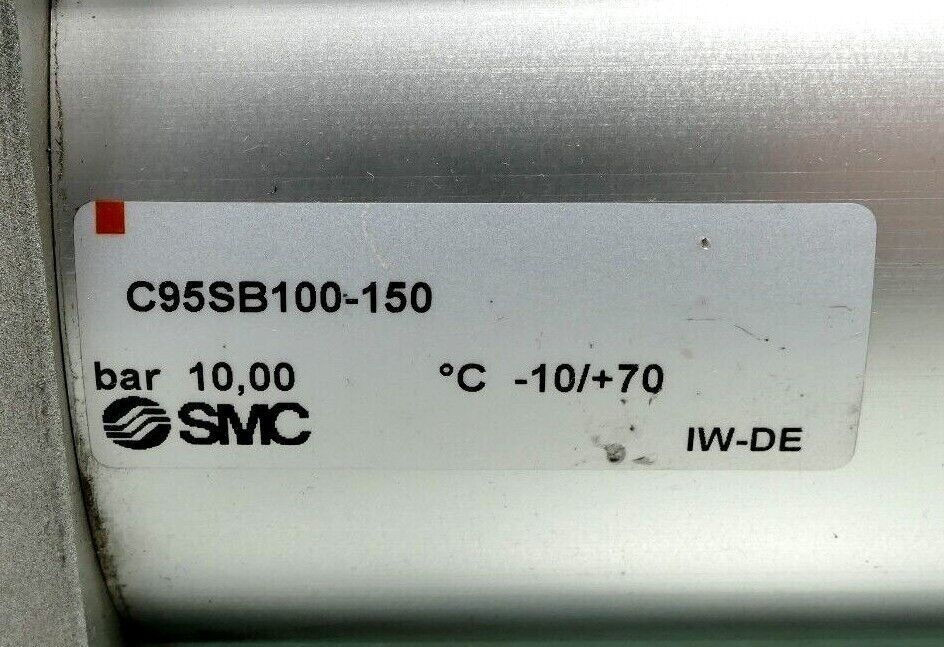 C95SB100-150
bar 10,00 °C -10/+70
SMC
IW-DE